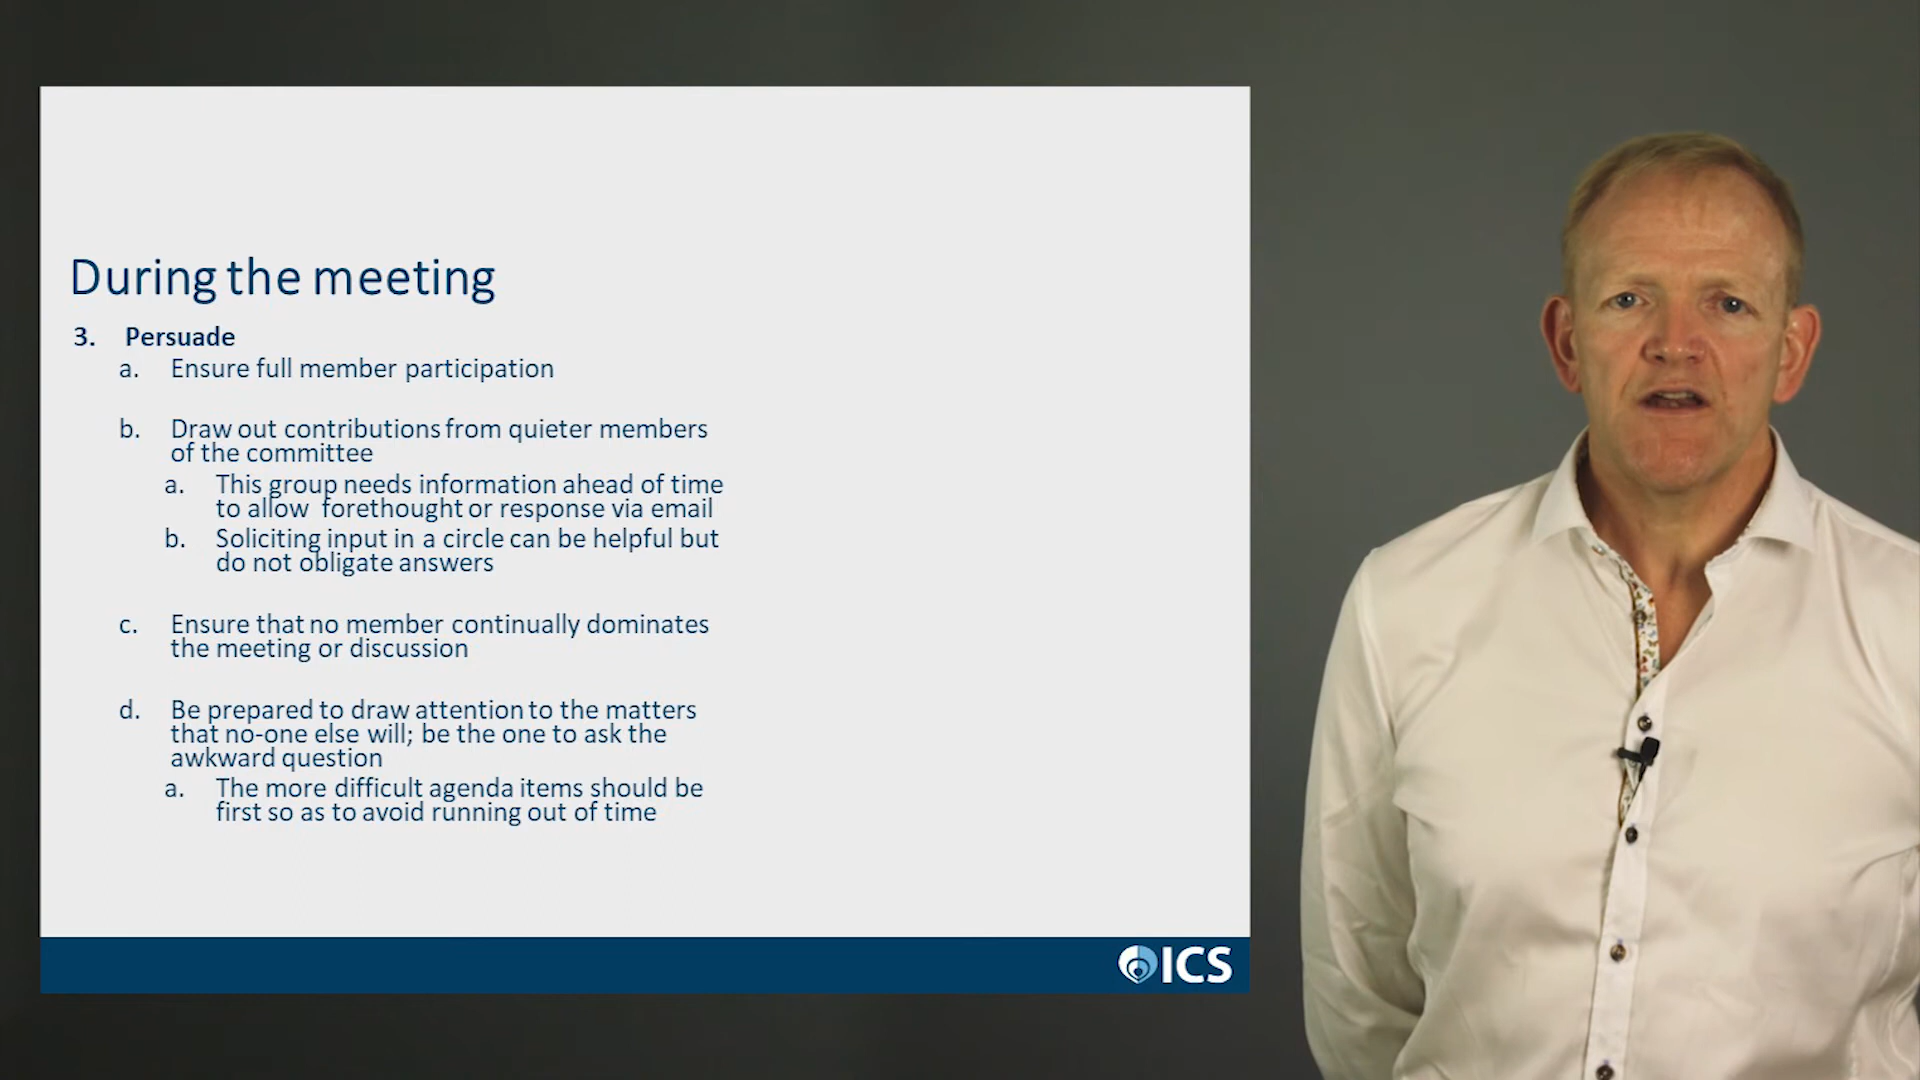 During the meeting
3. Persuade
a. Ensure full member participation
b. Draw out contributions from quieter members
of the committee
a. This group needs information ahead of time
to allow forethought or response via email
b. Soliciting input in a circle can be helpful but
do not obligate answers
c. Ensure that no member continually dominates
the meeting or discussion
d. Be prepared to draw attention to the matters
that no-one else will; be the one to ask the
awkward question
a. The more difficult agenda items should be
first so as to avoid running out of time
ICS